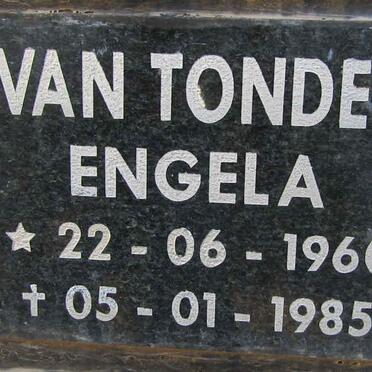 VAN TONDE
ENGELA
★ 22 - 06 - 196
✝ 05 - 01 - 1985